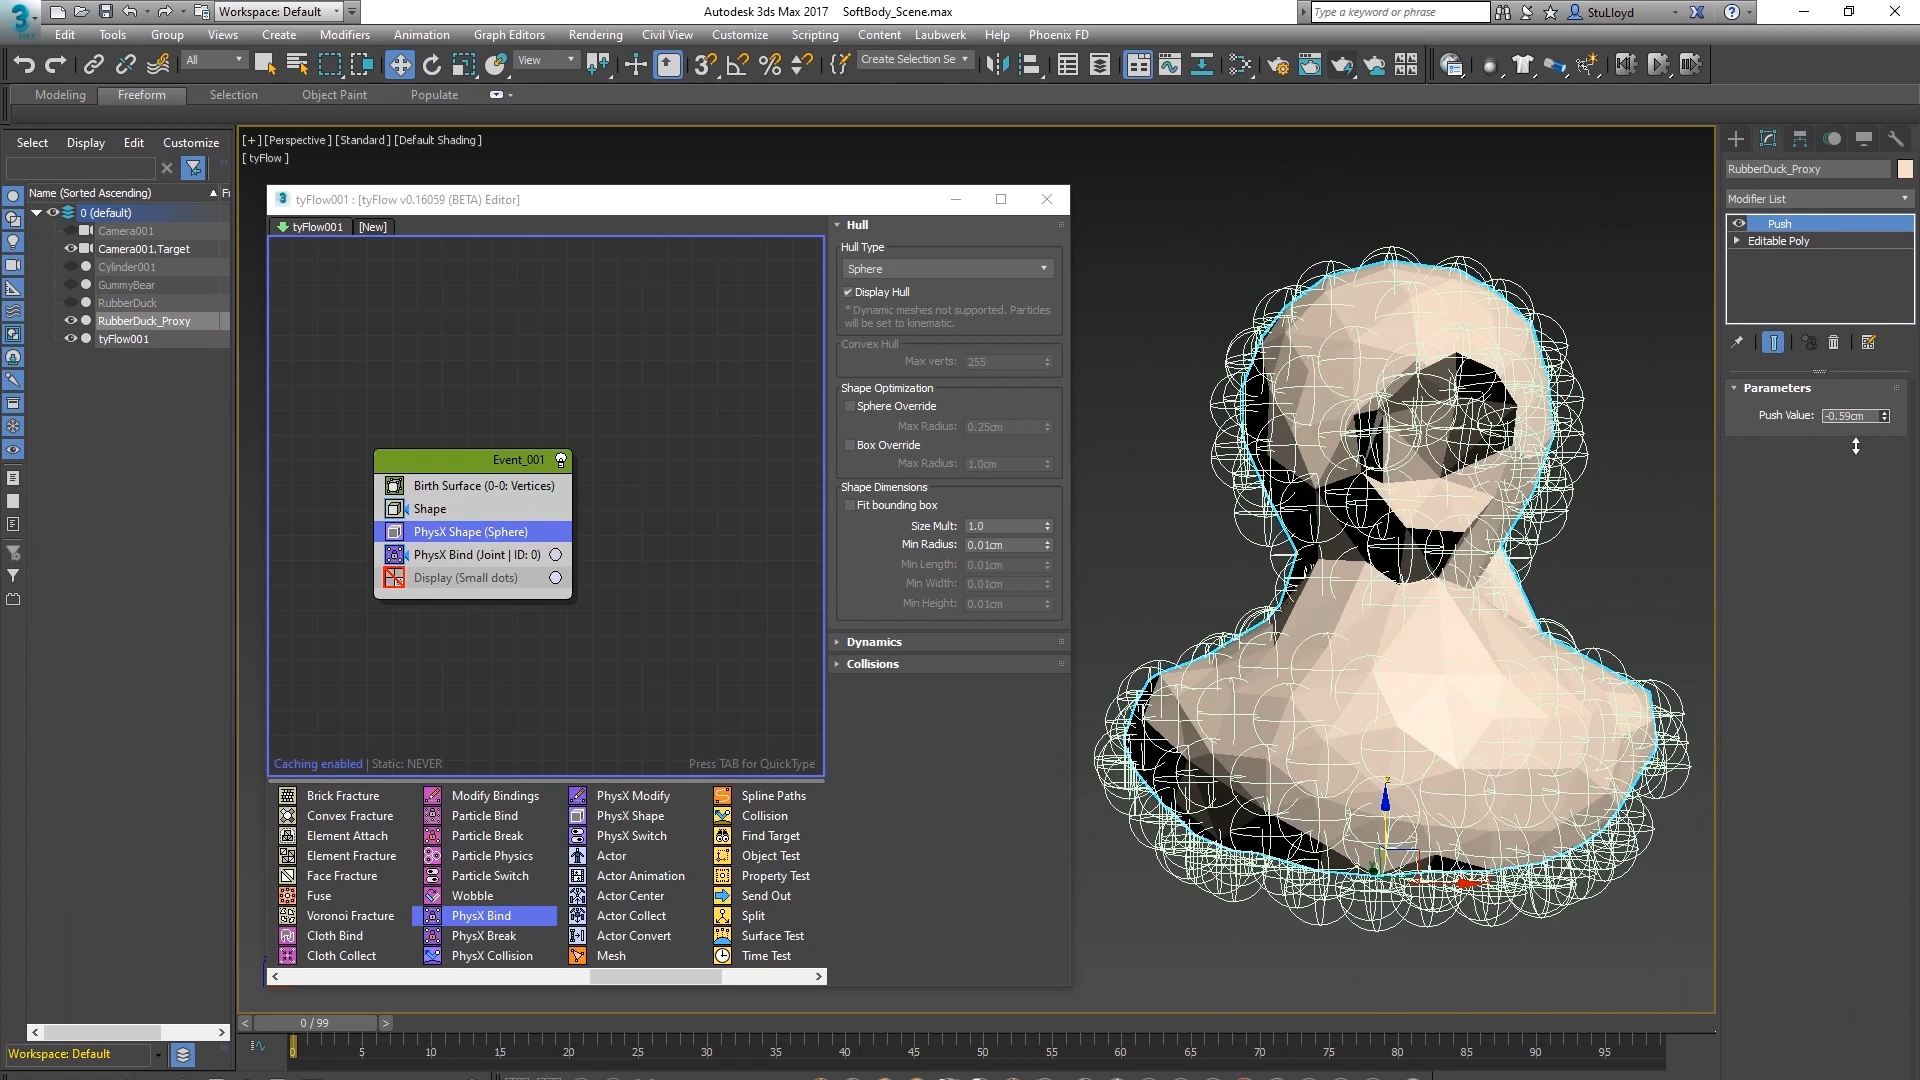 Workspace: Default
Autodesk 3ds Max 2017    SoftBody_Scene.max
Type a keyword or phrase
StuLloyd
MAX
Edit Tools Group Views Create Modifiers Animation Graph Editors Rendering Civil View Customize Scripting Content Laubwerk Help Phoenix FD
All
View
Create Selection Se
Modeling Freeform Selection Object Paint Populate
Select Display Edit Customize
Name (Sorted Ascending)
0 (default)
Camera001
Camera001.Target
Cylinder001
GummyBear
RubberDuck
RubberDuck_Proxy
tyFlow001
[+] [Perspective] [Standard] [Default Shading]
[ tyFlow ]
tyFlow001 : [tyFlow v0.16059 (BETA) Editor]
tyFlow001 [New]
Event_001
Birth Surface (0-0: Vertices)
Shape
PhysX Shape (Sphere)
PhysX Bind (Joint | ID: 0)
Display (Small dots)
Caching enabled | Static: NEVER
Press TAB for QuickType
Hull
Hull Type
Sphere
Display Hull
* Dynamic meshes not supported. Particles
will be set to kinematic.
Convex Hull
Max verts: 255
Shape Optimization
Sphere Override
Max Radius: 0.25cm
Box Override
Max Radius: 1.0cm
Shape Dimensions
Fit bounding box
Size Mult: 1.0
Min Radius: 0.01cm
Min Length: 0.01cm
Min Width: 0.01cm
Min Height: 0.01cm
Dynamics
Collisions
Brick Fracture Modify Bindings PhysX Modify Spline Paths
Convex Fracture Particle Bind PhysX Shape Collision
Element Attach Particle Break PhysX Switch Find Target
Element Fracture Particle Physics Actor Object Test
Face Fracture Particle Switch Actor Animation Property Test
Fuse Wobble Actor Center Send Out
Voronoi Fracture PhysX Bind Actor Collect Split
Cloth Bind PhysX Break Actor Convert Surface Test
Cloth Collect PhysX Collision Mesh Time Test
RubberDuck_Proxy
Modifier List
Push
Editable Poly
Parameters
Push Value: -0.59cm
z
0 / 99
0 5 10 15 20 25 30 35 40 45 50 55 60 65 70 75 80 85 90 95
Workspace: Default